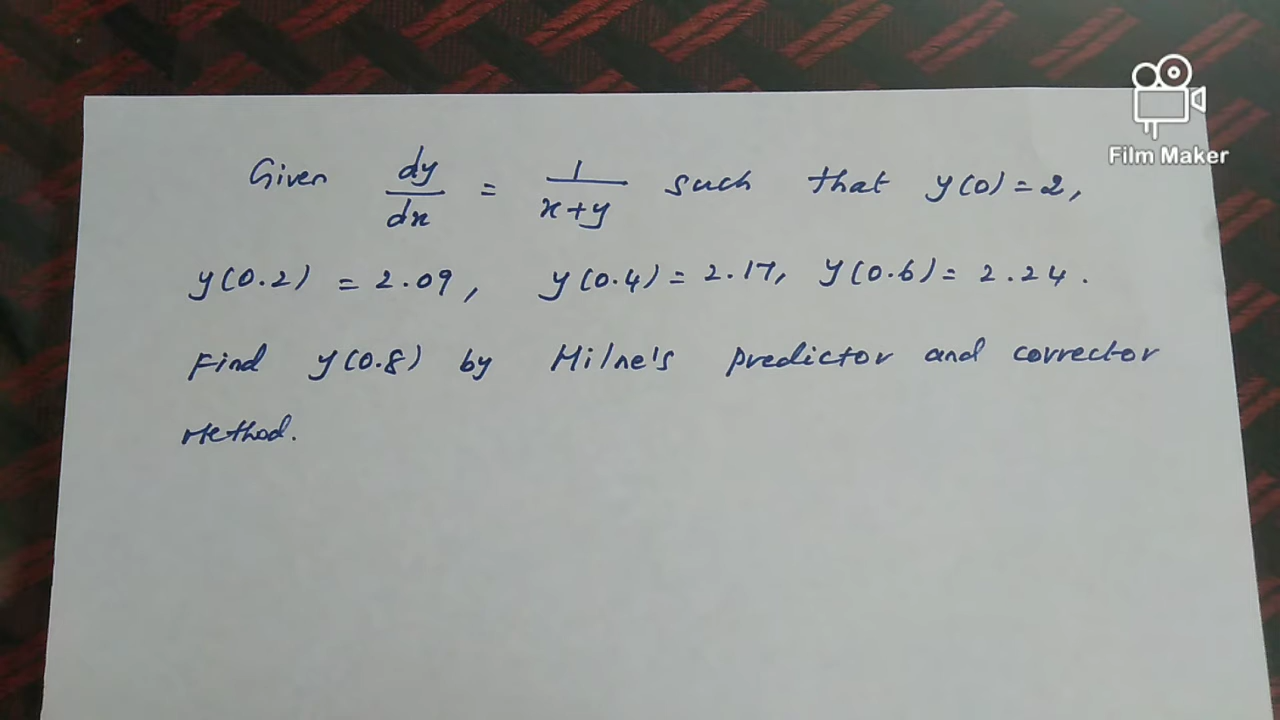 Film Maker
Given dy/dx = 1/x+y such that y(0)=2,
y(0.2) = 2.09, y(0.4)= 2.17, y(0.6)= 2.24.
Find y(0.8) by Milne's predictor and corrector
Method.